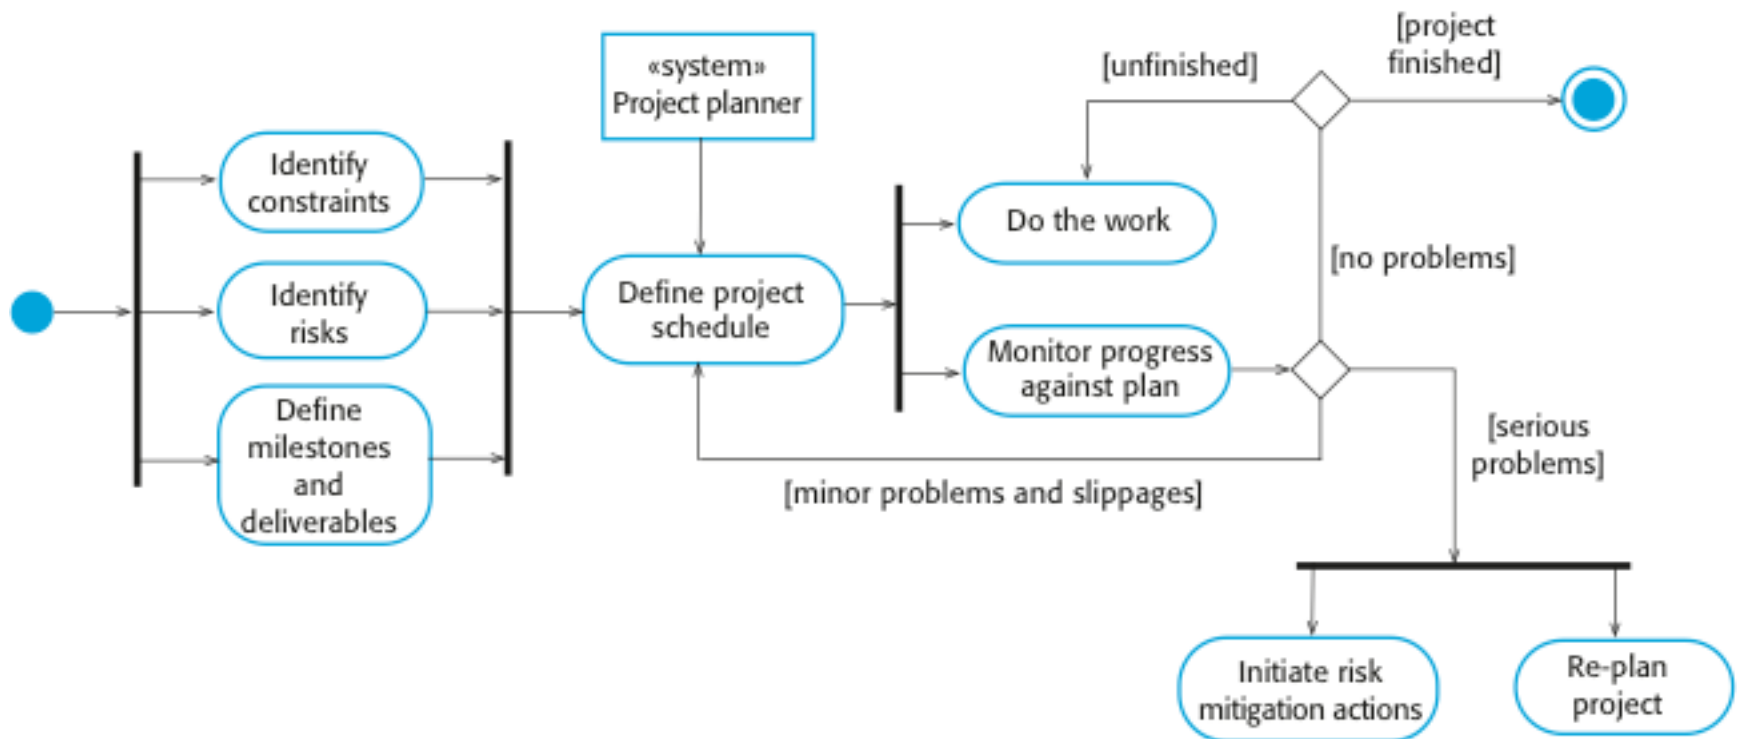 «system»
Project planner
[unfinished]
[project
finished]
Identify
constraints
Identify
risks
Define
milestones
and
deliverables
Define project
schedule
Do the work
[no problems]
Monitor progress
against plan
[minor problems and slippages]
[serious
problems]
Initiate risk
mitigation actions
Re-plan
project